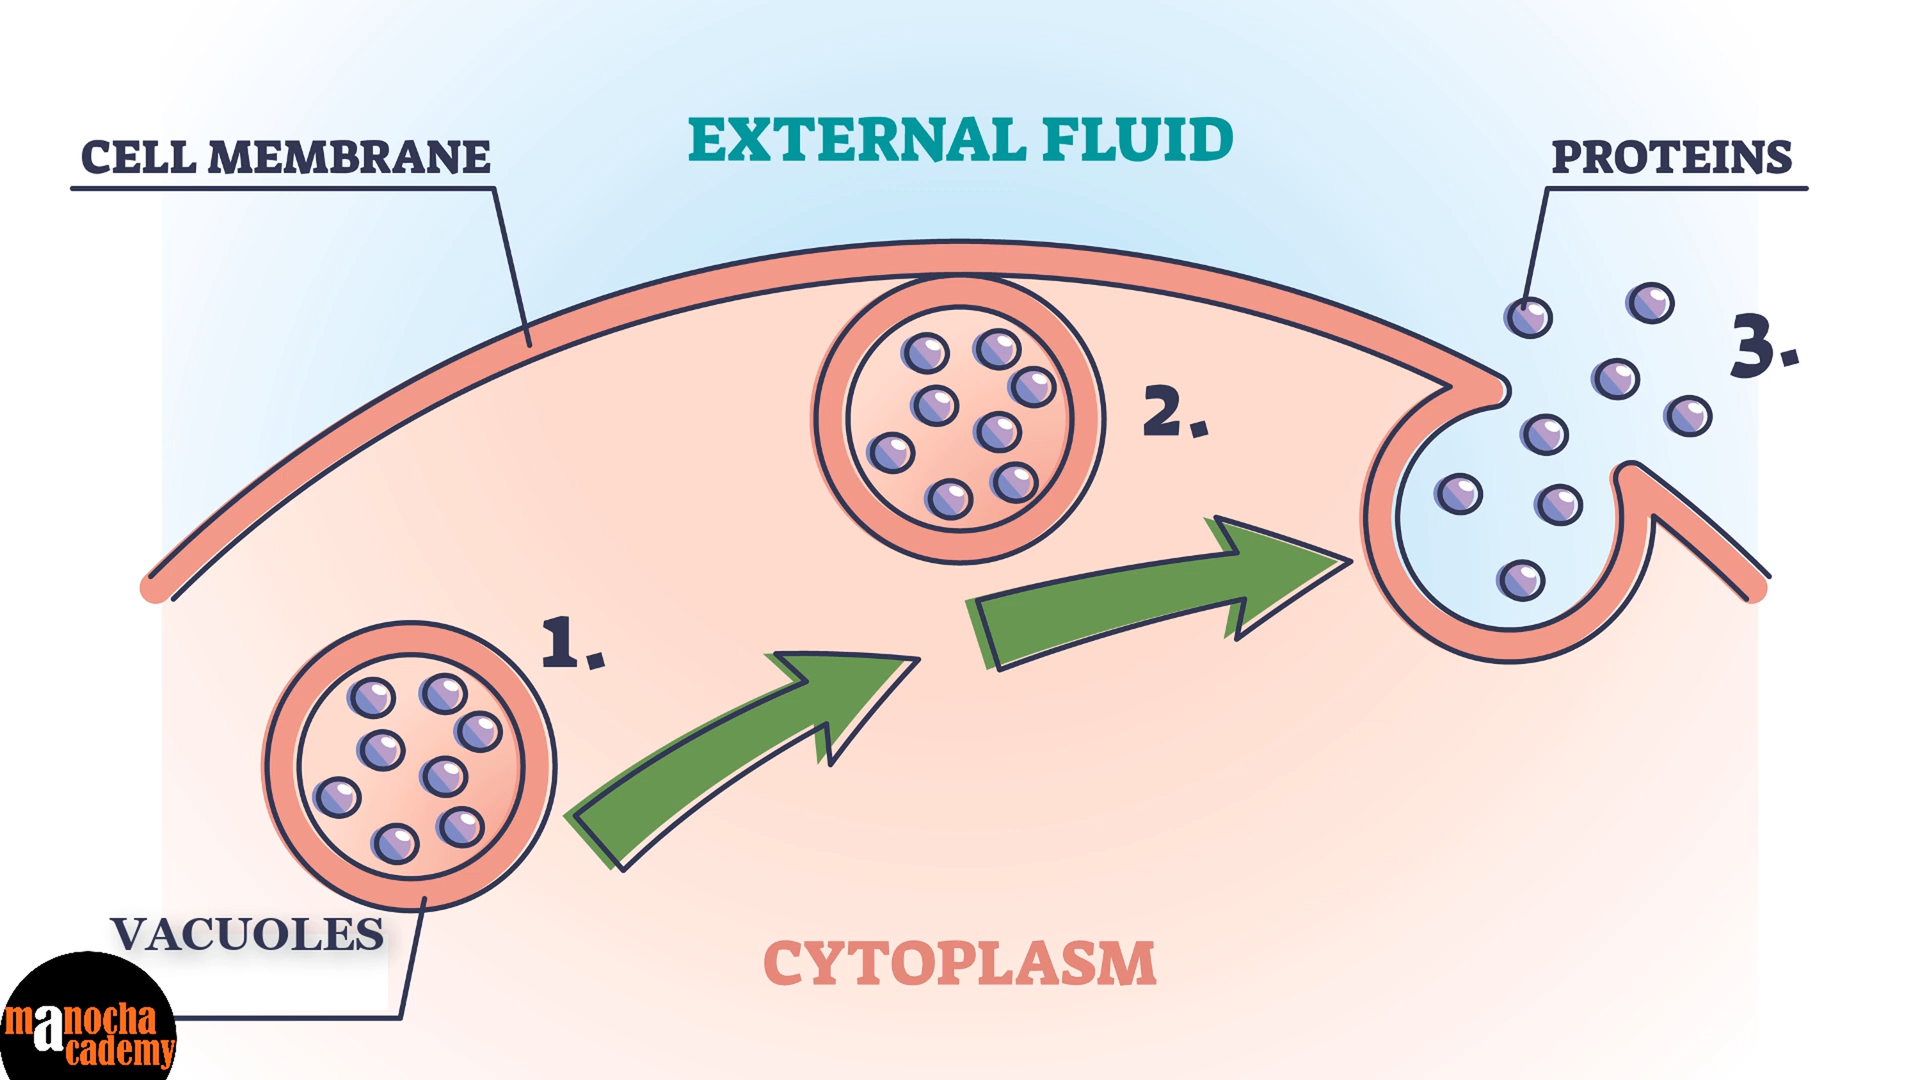 EXTERNAL FLUID
CELL MEMBRANE
PROTEINS
3.
2.
1.
VACUOLES
CYTOPLASM
manocha
academy